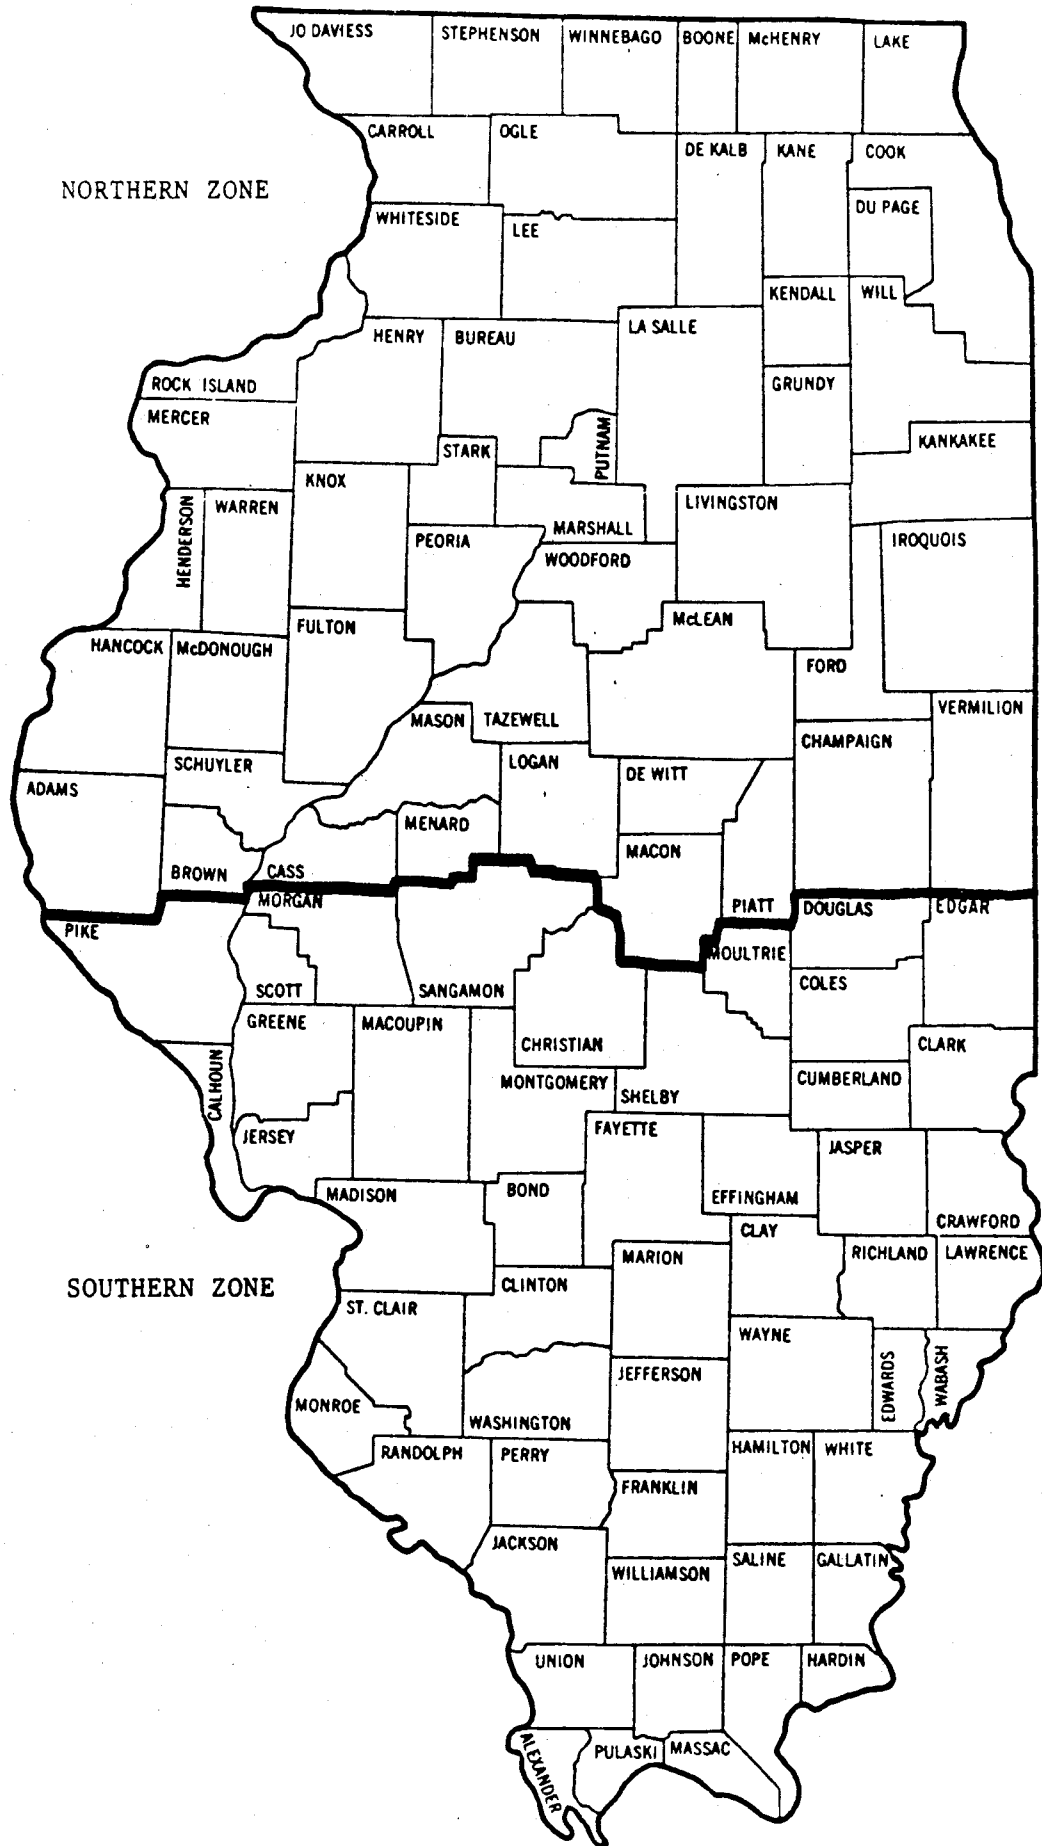 JO DAVIESS
STEPHENSON
WINNEBAGO
BOONE
McHENRY
LAKE
CARROLL
OGLE
DE KALB
KANE
COOK
NORTHERN ZONE
WHITESIDE
LEE
DU PAGE
KENDALL
WILL
HENRY
BUREAU
LA SALLE
ROCK ISLAND
GRUNDY
MERCER
PUTNAM
STARK
KANKAKEE
KNOX
HENDERSON
WARREN
LIVINGSTON
PEORIA
MARSHALL
IROQUOIS
WOODFORD
HANCOCK
McDONOUGH
FULTON
McLEAN
FORD
MASON
TAZEWELL
VERMILION
CHAMPAIGN
SCHUYLER
LOGAN
DE WITT
ADAMS
MENARD
MACON
BROWN
CASS
MORGAN
PIATT
DOUGLAS
EDGAR
PIKE
MOULTRIE
SCOTT
SANGAMON
COLES
GREENE
MACOUPIN
CHRISTIAN
CLARK
CALHOUN
MONTGOMERY
SHELBY
CUMBERLAND
JERSEY
FAYETTE
JASPER
MADISON
BOND
EFFINGHAM
CRAWFORD
CLAY
SOUTHERN ZONE
MARION
RICHLAND
LAWRENCE
CLINTON
ST. CLAIR
WAYNE
EDWARDS
WABASH
JEFFERSON
MONROE
WASHINGTON
RANDOLPH
PERRY
HAMILTON
WHITE
FRANKLIN
JACKSON
WILLIAMSON
SALINE
GALLATIN
UNION
JOHNSON
POPE
HARDIN
ALEXANDER
PULASKI
MASSAC